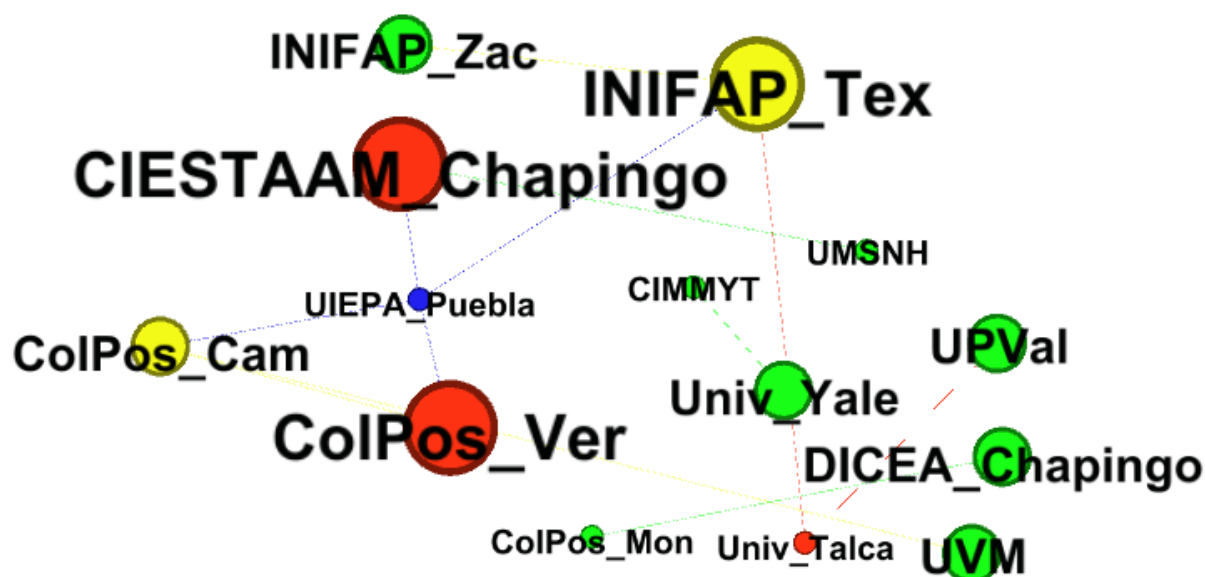 INIFAP_Zac
INIFAP_Tex
CIESTAAM_Chapingo
UMSNH
CIMMYT
UIEPA_Puebla
ColPos_Cam
UPVal
Univ_Yale
ColPos_Ver
DICEA_Chapingo
ColPos_Mon
Univ_Talca
UVM